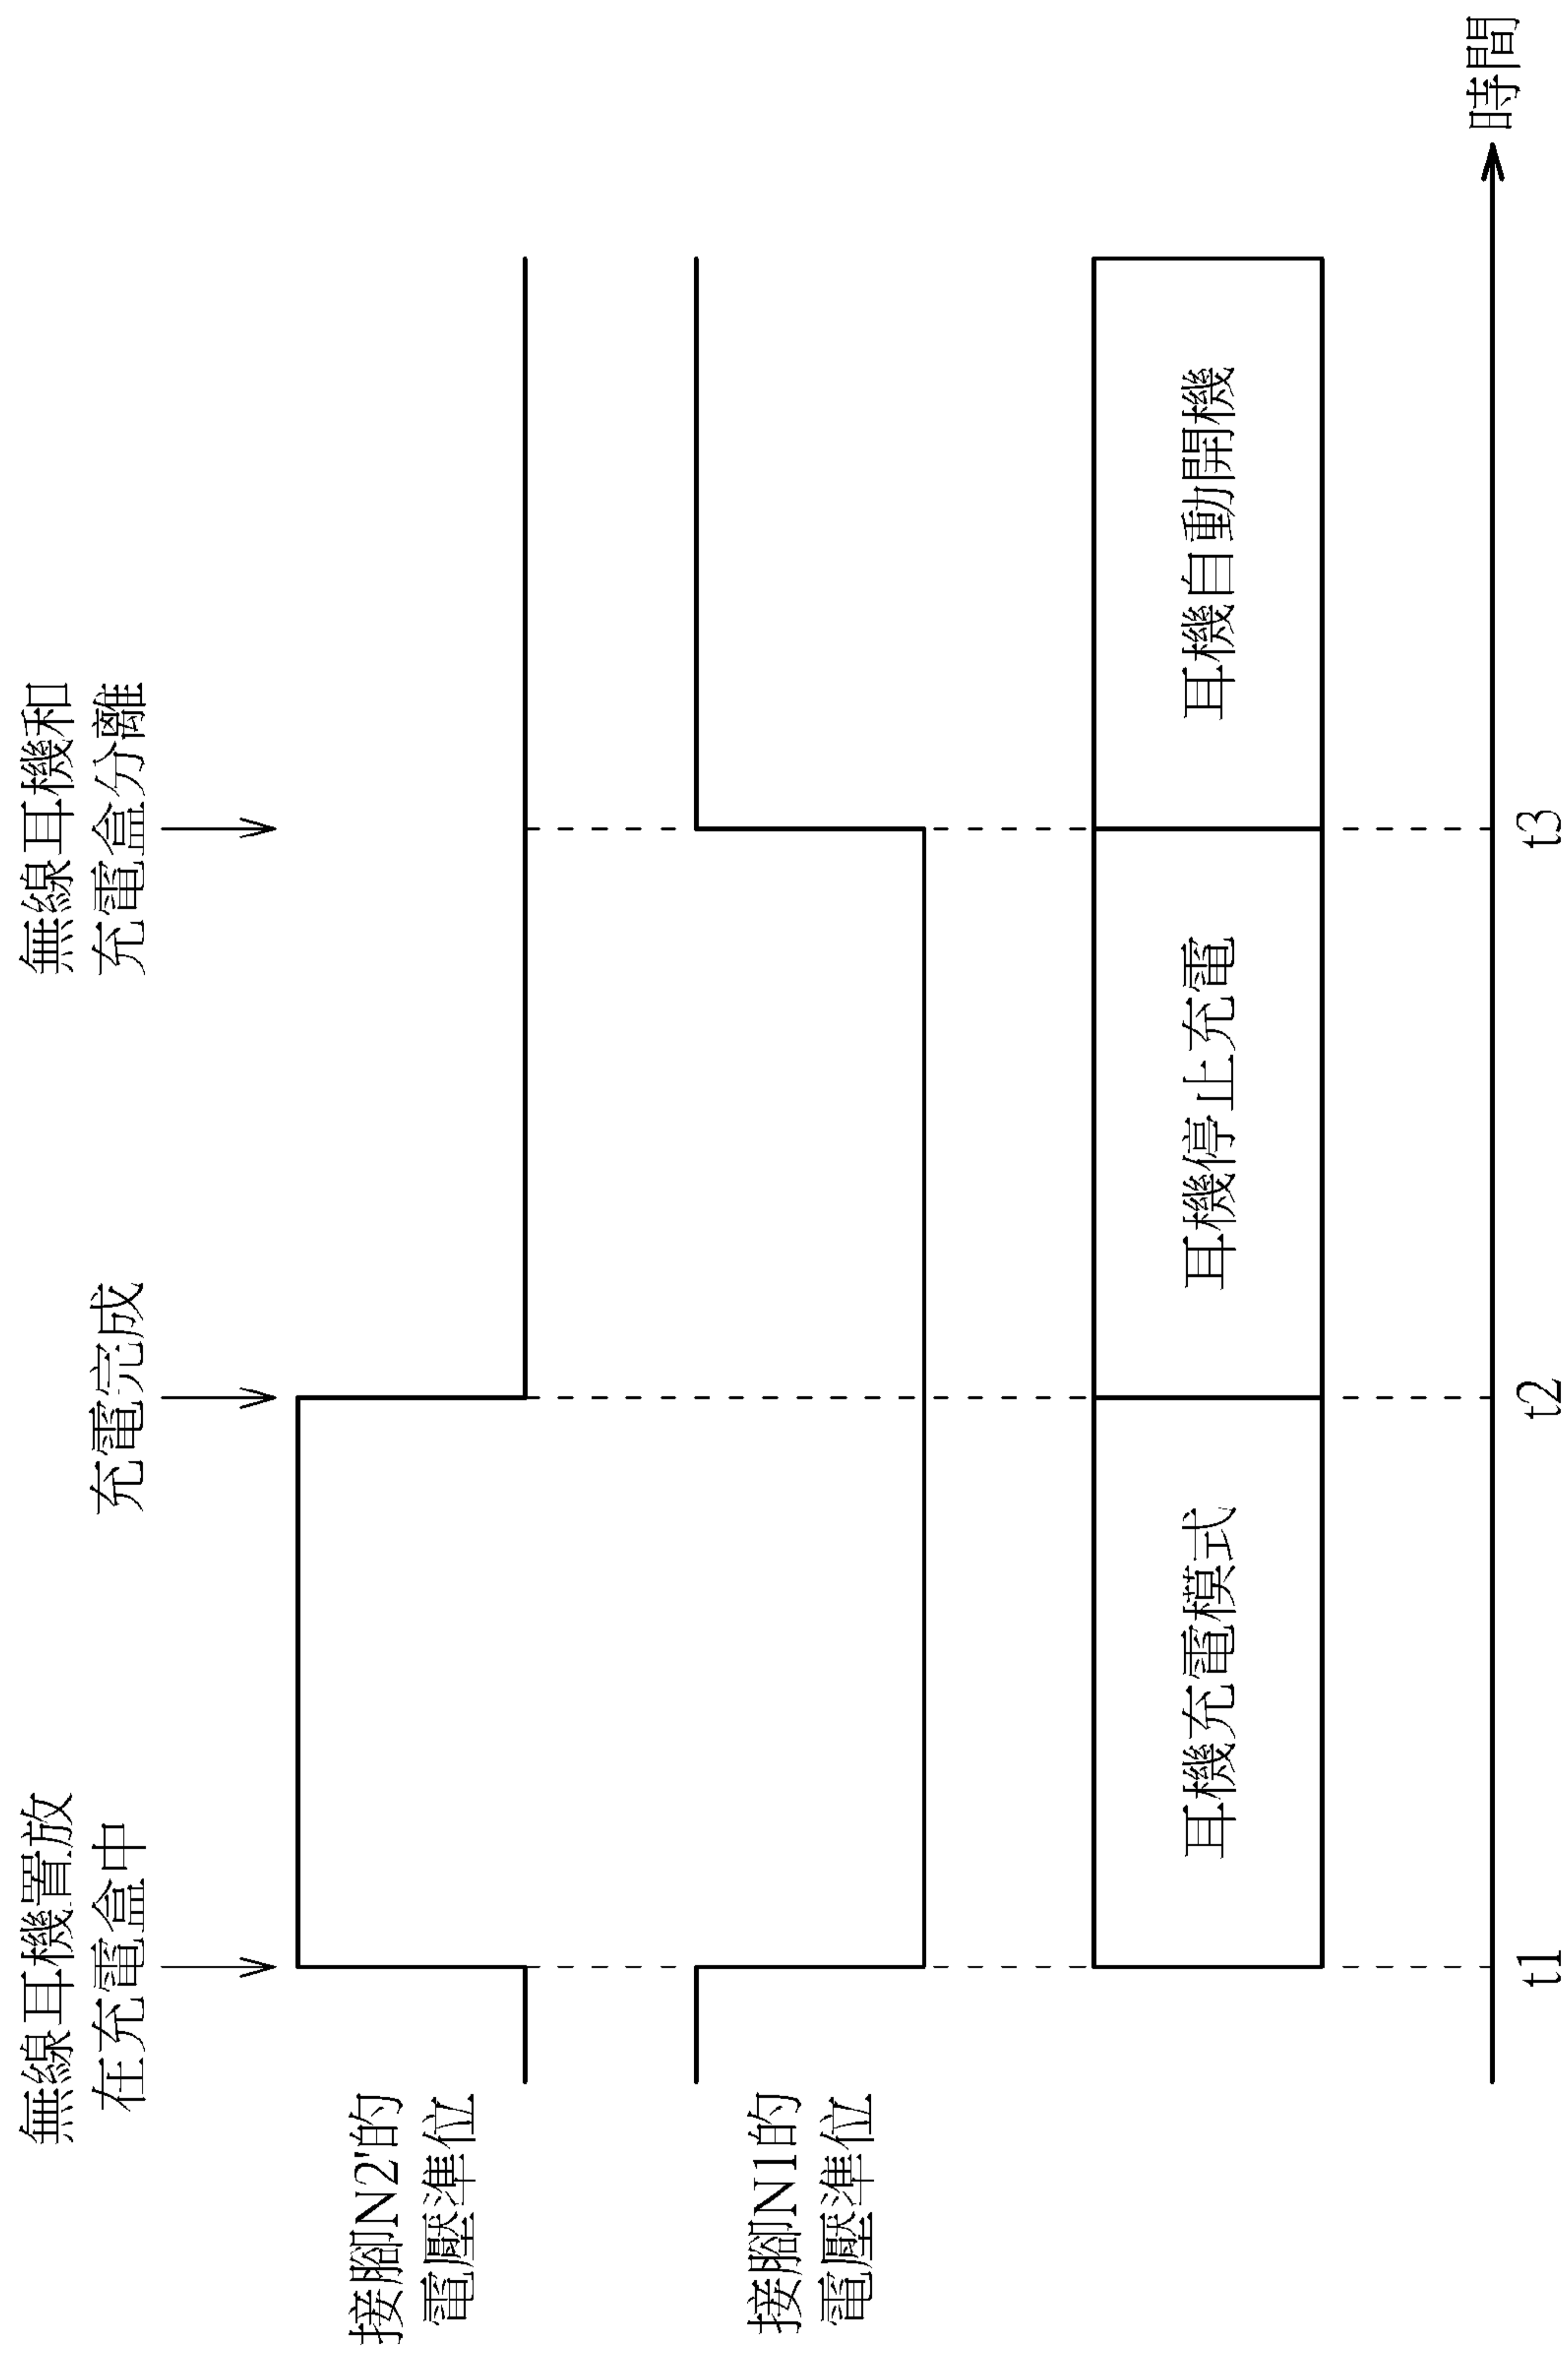 無線耳機置放
在充電盒中
充電完成
無線耳機和
充電盒分離
接腳N2'的
電壓準位
接腳N1的
電壓準位
耳機充電模式
耳機停止充電
耳機自動開機
t1
t2
t3
時間